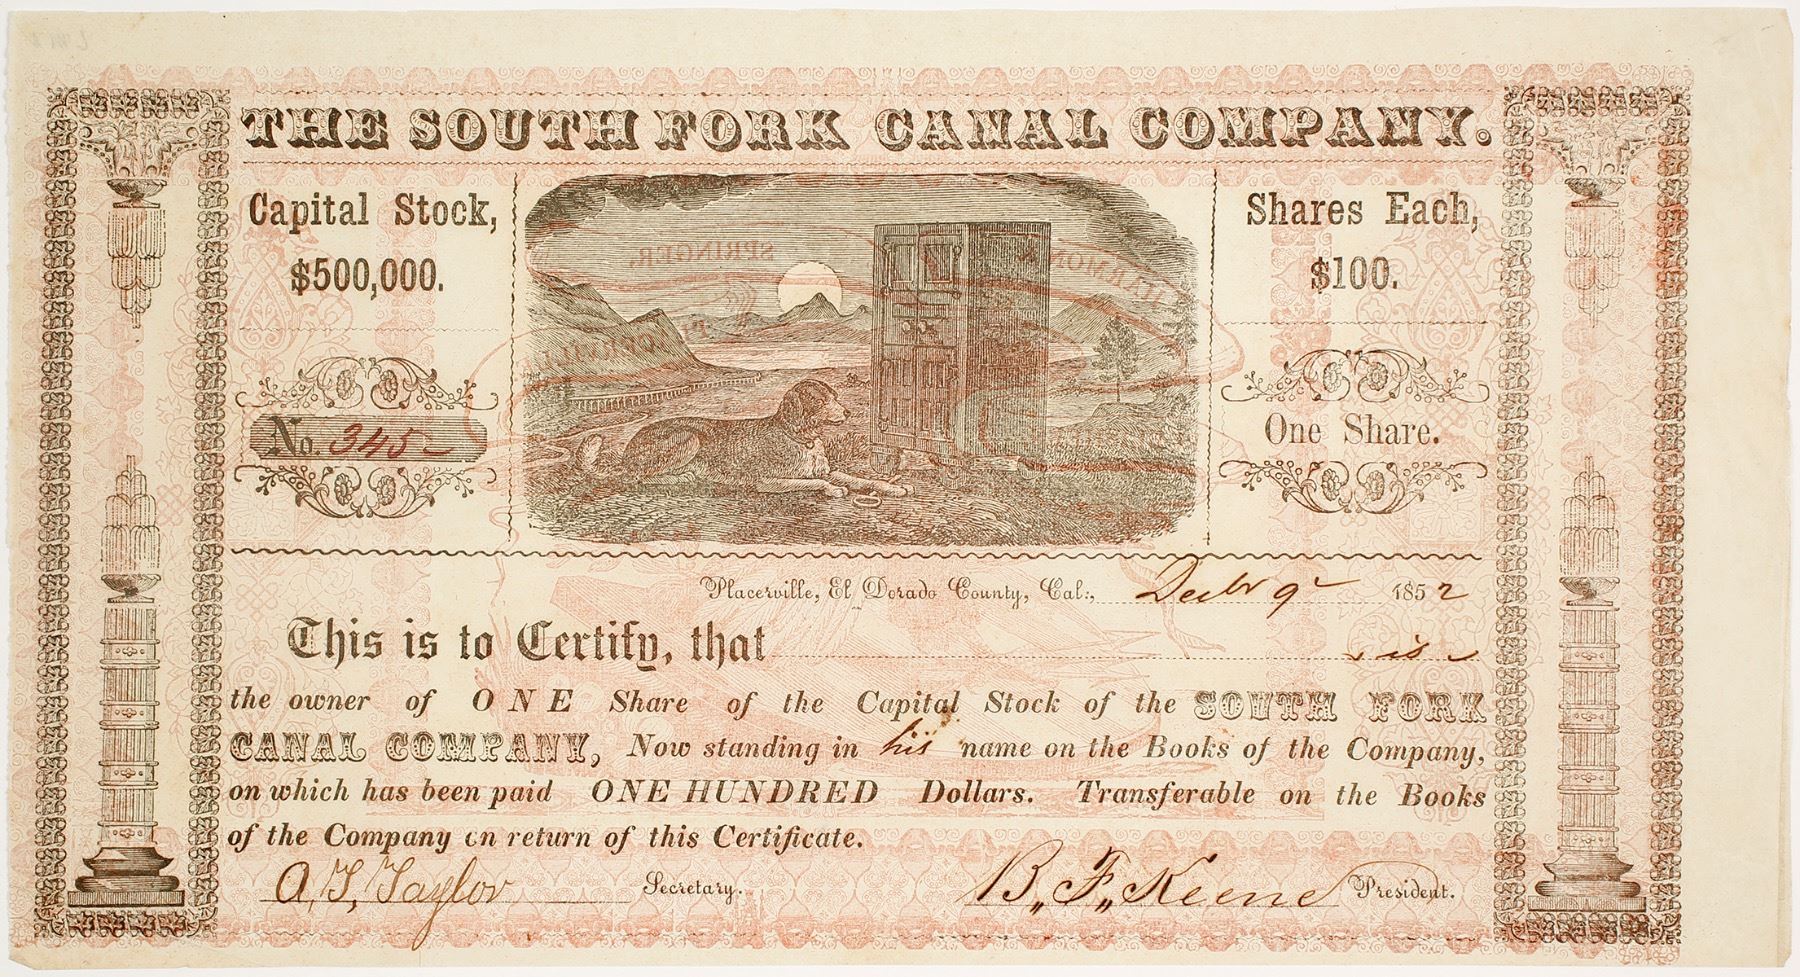 THE SOUTH FORK CANAL COMPANY.
Capital Stock,
$500,000.
Shares Each,
$100.
No. 345
One Share.
HARMON & SPRINGER,
Placerville, El Dorado County, Cal., Decbr 9 1852
This is to Certify, that is
the owner of ONE Share of the Capital Stock of the SOUTH FORK
CANAL COMPANY, Now standing in his name on the Books of the Company,
on which has been paid ONE HUNDRED Dollars. Transferable on the Books
of the Company on return of this Certificate.
A. T. Taylor Secretary. B. F. Keene President.